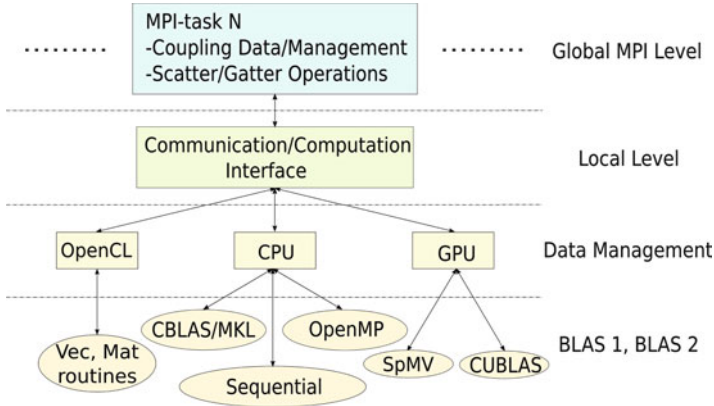 MPI-task N
-Coupling Data/Management
-Scatter/Gatter Operations
Global MPI Level
Communication/Computation
Interface
Local Level
OpenCL
CPU
GPU
Data Management
CBLAS/MKL
OpenMP
BLAS 1, BLAS 2
Vec, Mat
routines
Sequential
SpMV
CUBLAS